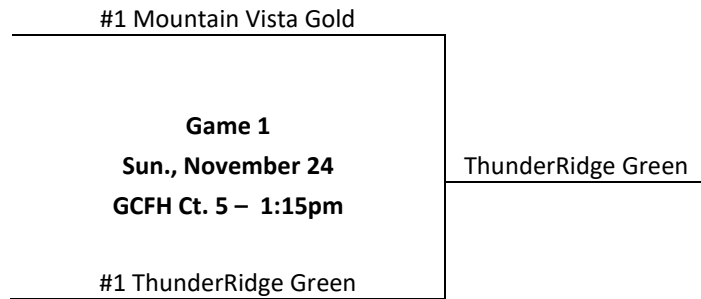 #1 Mountain Vista Gold
Game 1
Sun., November 24
ThunderRidge Green
GCFH Ct. 5 – 1:15pm
#1 ThunderRidge Green